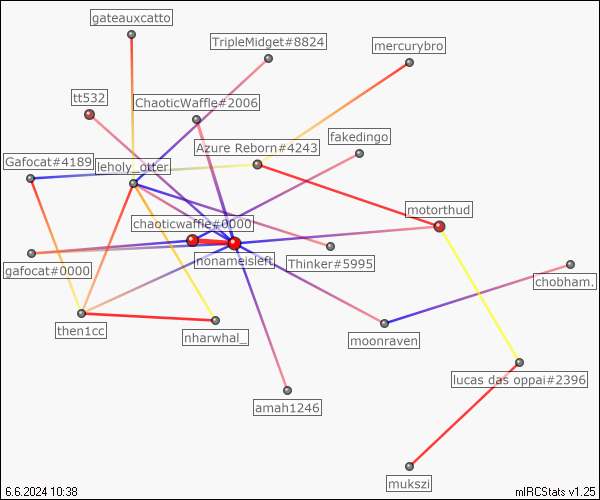 gateauxcatto
TripleMidget#8824
mercurybro
tt532
ChaoticWaffle#2006
Azure Reborn#4243
fakedingo
Gafocat#4189
leholy_otter
motorthud
chaoticwaffle#0000
nonameisleft
gafocat#0000
Thinker#5995
chobham.
then1cc
nharwhal_
moonraven
lucas das oppai#2396
amah1246
mukszi
6.6.2024 10:38
mIRCStats v1.25